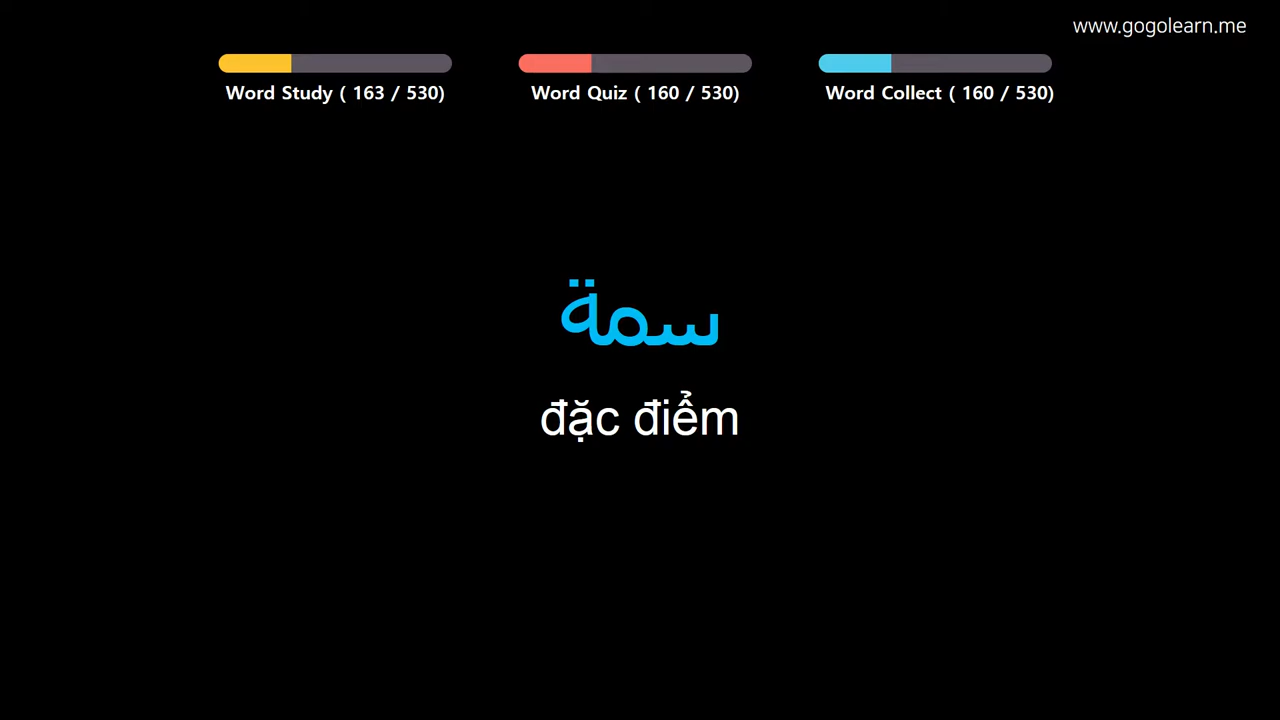 www.gogolearn.me
Word Study ( 163 / 530)
Word Quiz ( 160 / 530)
Word Collect ( 160 / 530)
سمة
đặc điểm